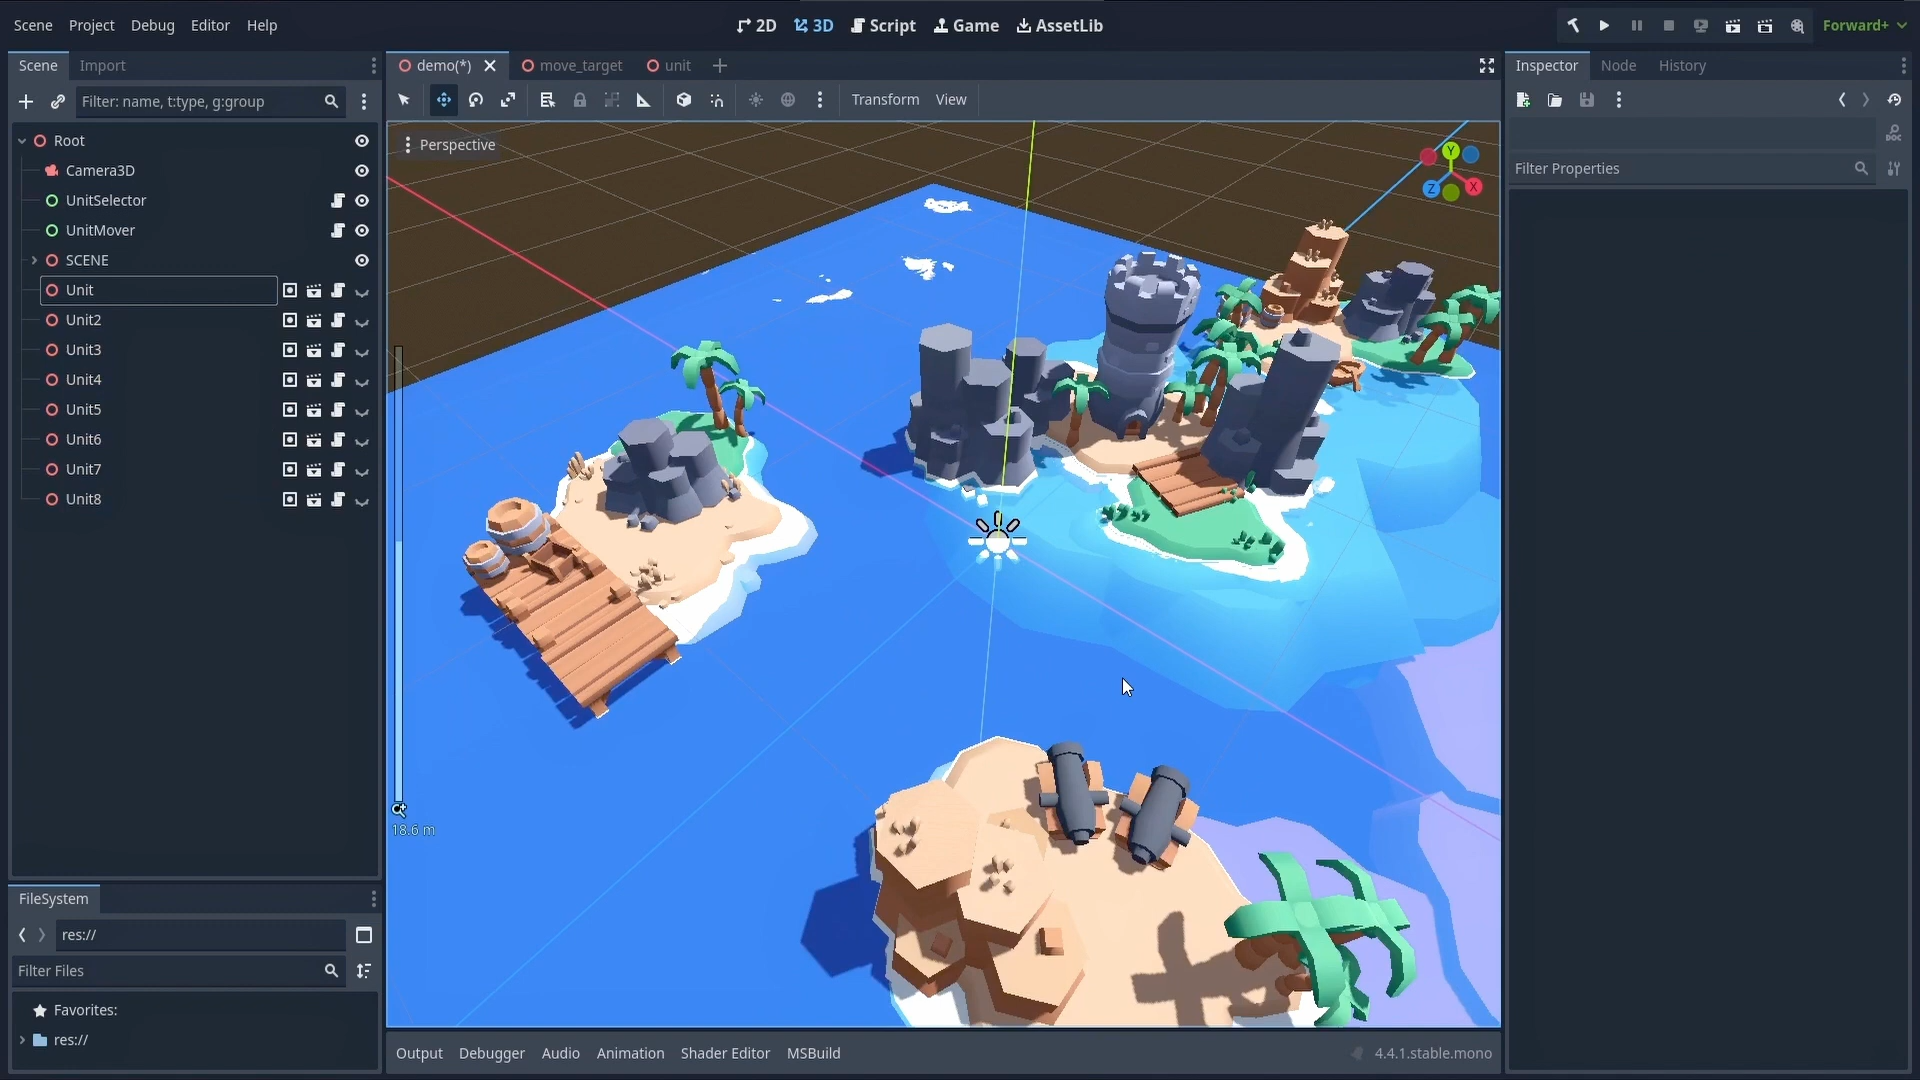 Scene Project Debug Editor Help
2D 3D Script Game AssetLib
Forward+
Scene Import
demo(*) move_target unit
Inspector Node History
Filter: name, t:type, g:group
Transform View
Root
Camera3D
UnitSelector
UnitMover
SCENE
Unit
Unit2
Unit3
Unit4
Unit5
Unit6
Unit7
Unit8
Perspective
Y
Z
X
18.6 m
DOC
Filter Properties
FileSystem
res://
Filter Files
Favorites:
res://
Output Debugger Audio Animation Shader Editor MSBuild
4.4.1.stable.mono